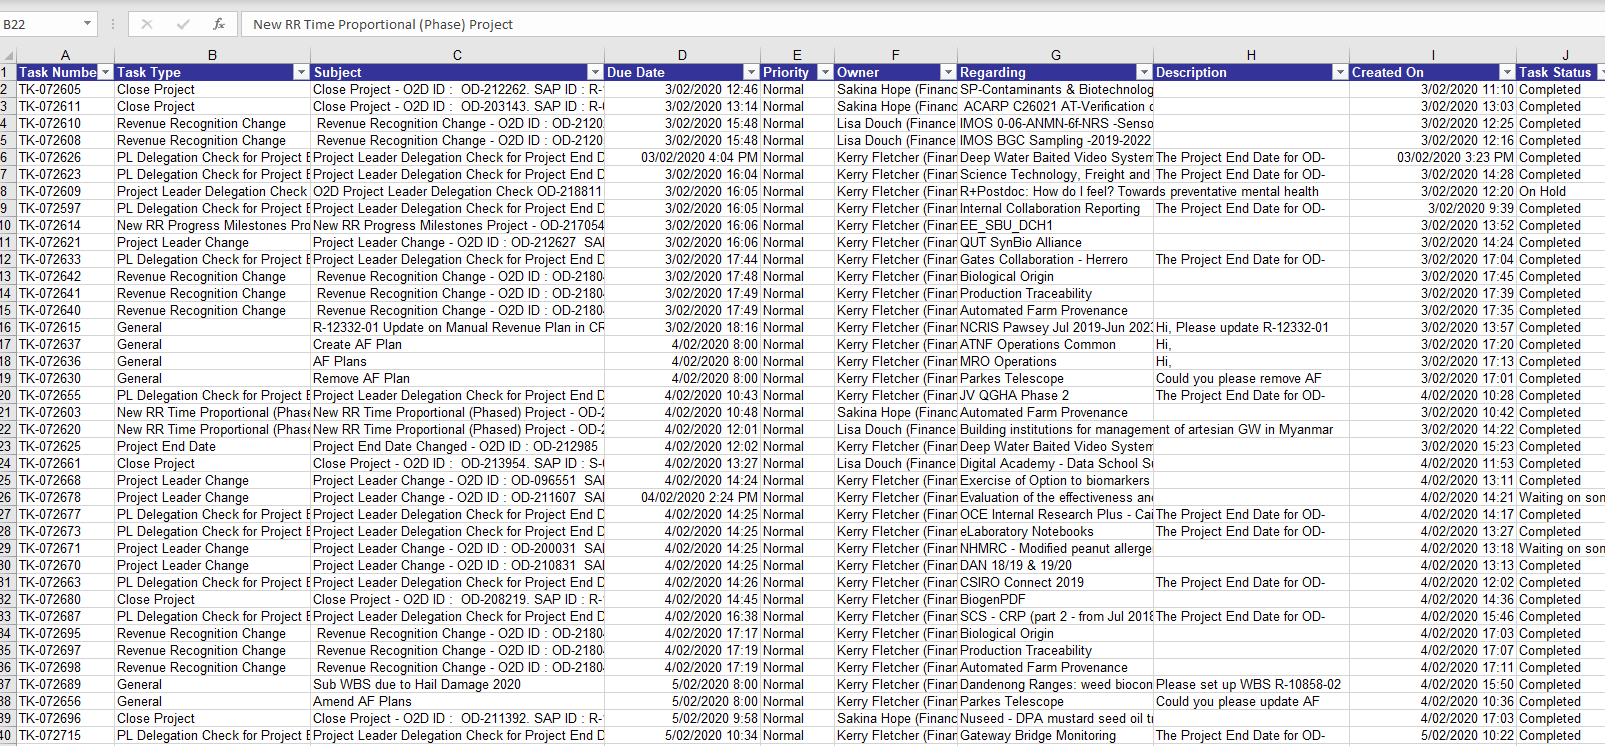 B22 fx New RR Time Proportional (Phase) Project
A B C D E F G H I J
1 Task Numbe Task Type Subject Due Date Priority Owner Regarding Description Created On Task Status
2 TK-072605 Close Project Close Project - O2D ID : OD-212262. SAP ID : R- 3/02/2020 12:46 Normal Sakina Hope (Financ SP-Contaminants & Biotechnolog 3/02/2020 11:10 Completed
3 TK-072611 Close Project Close Project - O2D ID : OD-203143. SAP ID : R- 3/02/2020 13:14 Normal Sakina Hope (Financ ACARP C26021 AT-Verification 3/02/2020 13:03 Completed
4 TK-072610 Revenue Recognition Change Revenue Recognition Change - O2D ID : OD-2120 3/02/2020 15:48 Normal Lisa Douch (Finance IMOS 0-06-ANMN-6f-NRS -Senso 3/02/2020 12:25 Completed
5 TK-072608 Revenue Recognition Change Revenue Recognition Change - O2D ID : OD-2120 3/02/2020 15:48 Normal Lisa Douch (Finance IMOS BGC Sampling -2019-2022 3/02/2020 12:16 Completed
6 TK-072626 PL Delegation Check for Project Project Leader Delegation Check for Project End D 03/02/2020 4:04 PM Normal Kerry Fletcher (Finan Deep Water Baited Video System The Project End Date for OD- 03/02/2020 3:23 PM Completed
7 TK-072623 PL Delegation Check for Project Project Leader Delegation Check for Project End D 3/02/2020 16:04 Normal Kerry Fletcher (Finan Science Technology, Freight and The Project End Date for OD- 3/02/2020 14:28 Completed
8 TK-072609 Project Leader Delegation Check O2D Project Leader Delegation Check OD-218811 3/02/2020 16:05 Normal Kerry Fletcher (Finan R+Postdoc: How do I feel? Towards preventative mental health 3/02/2020 12:20 On Hold
9 TK-072597 PL Delegation Check for Project Project Leader Delegation Check for Project End D 3/02/2020 16:05 Normal Kerry Fletcher (Finan Internal Collaboration Reporting The Project End Date for OD- 3/02/2020 9:39 Completed
10 TK-072614 New RR Progress Milestones Pro New RR Progress Milestones Project - OD-217054 3/02/2020 16:06 Normal Kerry Fletcher (Finan EE_SBU_DCH1 3/02/2020 13:52 Completed
11 TK-072621 Project Leader Change Project Leader Change - O2D ID : OD-212627 SAI 3/02/2020 16:06 Normal Kerry Fletcher (Finan QUT SynBio Alliance 3/02/2020 14:24 Completed
12 TK-072633 PL Delegation Check for Project Project Leader Delegation Check for Project End D 3/02/2020 17:44 Normal Kerry Fletcher (Finan Gates Collaboration - Herrero The Project End Date for OD- 3/02/2020 17:04 Completed
13 TK-072642 Revenue Recognition Change Revenue Recognition Change - O2D ID : OD-2180 3/02/2020 17:48 Normal Kerry Fletcher (Finan Biological Origin 3/02/2020 17:45 Completed
14 TK-072641 Revenue Recognition Change Revenue Recognition Change - O2D ID : OD-2180 3/02/2020 17:49 Normal Kerry Fletcher (Finan Production Traceability 3/02/2020 17:39 Completed
15 TK-072640 Revenue Recognition Change Revenue Recognition Change - O2D ID : OD-2180 3/02/2020 17:49 Normal Kerry Fletcher (Finan Automated Farm Provenance 3/02/2020 17:35 Completed
16 TK-072615 General R-12332-01 Update on Manual Revenue Plan in CR 3/02/2020 18:16 Normal Kerry Fletcher (Finan NCRIS Pawsey Jul 2019-Jun 2023 Hi, Please update R-12332-01 3/02/2020 13:57 Completed
17 TK-072637 General Create AF Plan 4/02/2020 8:00 Normal Kerry Fletcher (Finan ATNF Operations Common Hi, 3/02/2020 17:20 Completed
18 TK-072636 General AF Plans 4/02/2020 8:00 Normal Kerry Fletcher (Finan MRO Operations Hi, 3/02/2020 17:13 Completed
19 TK-072630 General Remove AF Plan 4/02/2020 8:00 Normal Kerry Fletcher (Finan Parkes Telescope Could you please remove AF 3/02/2020 17:01 Completed
20 TK-072655 PL Delegation Check for Project Project Leader Delegation Check for Project End D 4/02/2020 10:43 Normal Kerry Fletcher (Finan JV QGHA Phase 2 The Project End Date for OD- 4/02/2020 10:28 Completed
21 TK-072603 New RR Time Proportional (Phase New RR Time Proportional (Phased) Project - OD-2 4/02/2020 10:48 Normal Sakina Hope (Financ Automated Farm Provenance 3/02/2020 10:42 Completed
22 TK-072620 New RR Time Proportional (Phase New RR Time Proportional (Phased) Project - OD-2 4/02/2020 12:01 Normal Lisa Douch (Finance Building institutions for management of artesian GW in Myanmar 3/02/2020 14:22 Completed
23 TK-072625 Project End Date Project End Date Changed - O2D ID : OD-212985 4/02/2020 12:02 Normal Kerry Fletcher (Finan Deep Water Baited Video System 3/02/2020 15:23 Completed
24 TK-072661 Close Project Close Project - O2D ID : OD-213954. SAP ID : S- 4/02/2020 13:27 Normal Lisa Douch (Finance Digital Academy - Data School S 4/02/2020 11:53 Completed
25 TK-072668 Project Leader Change Project Leader Change - O2D ID : OD-096551 SAI 4/02/2020 14:24 Normal Kerry Fletcher (Finan Exercise of Option to biomarkers 4/02/2020 13:11 Completed
26 TK-072678 Project Leader Change Project Leader Change - O2D ID : OD-211607 SAI 04/02/2020 2:24 PM Normal Kerry Fletcher (Finan Evaluation of the effectiveness an 4/02/2020 14:21 Waiting on som
27 TK-072677 PL Delegation Check for Project Project Leader Delegation Check for Project End D 4/02/2020 14:25 Normal Kerry Fletcher (Finan OCE Internal Research Plus - Cai The Project End Date for OD- 4/02/2020 14:17 Completed
28 TK-072673 PL Delegation Check for Project Project Leader Delegation Check for Project End D 4/02/2020 14:25 Normal Kerry Fletcher (Finan eLaboratory Notebooks The Project End Date for OD- 4/02/2020 13:27 Completed
29 TK-072671 Project Leader Change Project Leader Change - O2D ID : OD-200031 SAI 4/02/2020 14:25 Normal Kerry Fletcher (Finan NHMRC - Modified peanut allerge 4/02/2020 13:18 Waiting on som
30 TK-072670 Project Leader Change Project Leader Change - O2D ID : OD-210831 SAI 4/02/2020 14:25 Normal Kerry Fletcher (Finan DAN 18/19 & 19/20 4/02/2020 13:13 Completed
31 TK-072663 PL Delegation Check for Project Project Leader Delegation Check for Project End D 4/02/2020 14:26 Normal Kerry Fletcher (Finan CSIRO Connect 2019 The Project End Date for OD- 4/02/2020 12:02 Completed
32 TK-072680 Close Project Close Project - O2D ID : OD-208219. SAP ID : R- 4/02/2020 14:45 Normal Kerry Fletcher (Finan BiogenPDF 4/02/2020 14:36 Completed
33 TK-072687 PL Delegation Check for Project Project Leader Delegation Check for Project End D 4/02/2020 16:38 Normal Kerry Fletcher (Finan SCS - CRP (part 2 - from Jul 2018 The Project End Date for OD- 4/02/2020 15:46 Completed
34 TK-072695 Revenue Recognition Change Revenue Recognition Change - O2D ID : OD-2180 4/02/2020 17:17 Normal Kerry Fletcher (Finan Biological Origin 4/02/2020 17:03 Completed
35 TK-072697 Revenue Recognition Change Revenue Recognition Change - O2D ID : OD-2180 4/02/2020 17:19 Normal Kerry Fletcher (Finan Production Traceability 4/02/2020 17:07 Completed
36 TK-072698 Revenue Recognition Change Revenue Recognition Change - O2D ID : OD-2180 4/02/2020 17:19 Normal Kerry Fletcher (Finan Automated Farm Provenance 4/02/2020 17:11 Completed
37 TK-072689 General Sub WBS due to Hail Damage 2020 5/02/2020 8:00 Normal Kerry Fletcher (Finan Dandenong Ranges: weed biocon Please set up WBS R-10858-02 4/02/2020 15:50 Completed
38 TK-072656 General Amend AF Plans 5/02/2020 8:00 Normal Kerry Fletcher (Finan Parkes Telescope Could you please update AF 4/02/2020 10:36 Completed
39 TK-072696 Close Project Close Project - O2D ID : OD-211392. SAP ID : R- 5/02/2020 9:58 Normal Sakina Hope (Financ Nuseed - DPA mustard seed oil t 4/02/2020 17:03 Completed
40 TK-072715 PL Delegation Check for Project Project Leader Delegation Check for Project End D 5/02/2020 10:34 Normal Kerry Fletcher (Finan Gateway Bridge Monitoring The Project End Date for OD- 5/02/2020 10:22 Completed